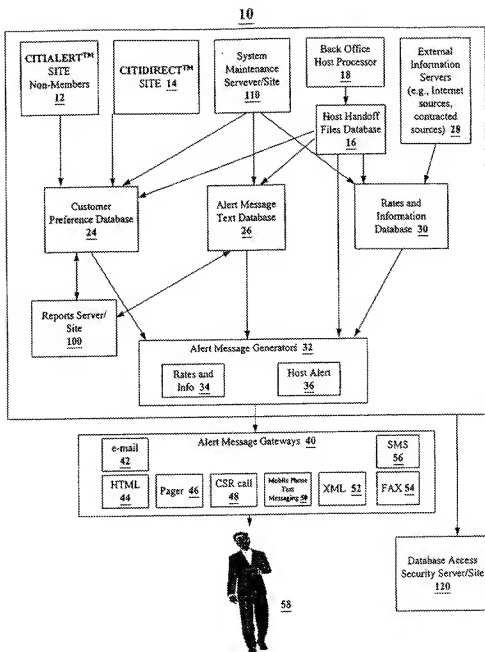 10
CITIALERT™
SITE
Non-Members
12
CITIDIRECT™
SITE 14
System
Maintenance
Servever/Site
110
Back Office
Host Processor
18
External
Information
Servers
(e.g., Internet
sources,
contracted
sources) 28
Host Handoff
Files Database
16
Customer
Preference Database
24
Alert Message
Text Database
26
Rates and
Information
Database 30
Reports Server/
Site
100
Alert Message Generators 32
Rates and
Info 34
Host Alert
36
Alert Message Gateways 40
e-mail
42
SMS
56
HTML
44
Pager 46
CSR call
48
Mobile Phone
Text
Messaging 50
XML 52
FAX 54
58
Database Access
Security Server/Site
120